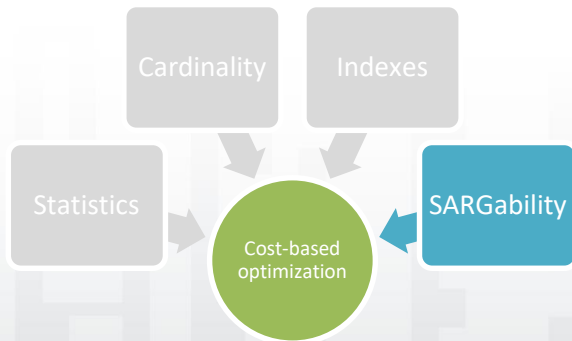 Cardinality
Indexes
Statistics
SARGability
Cost-based
optimization